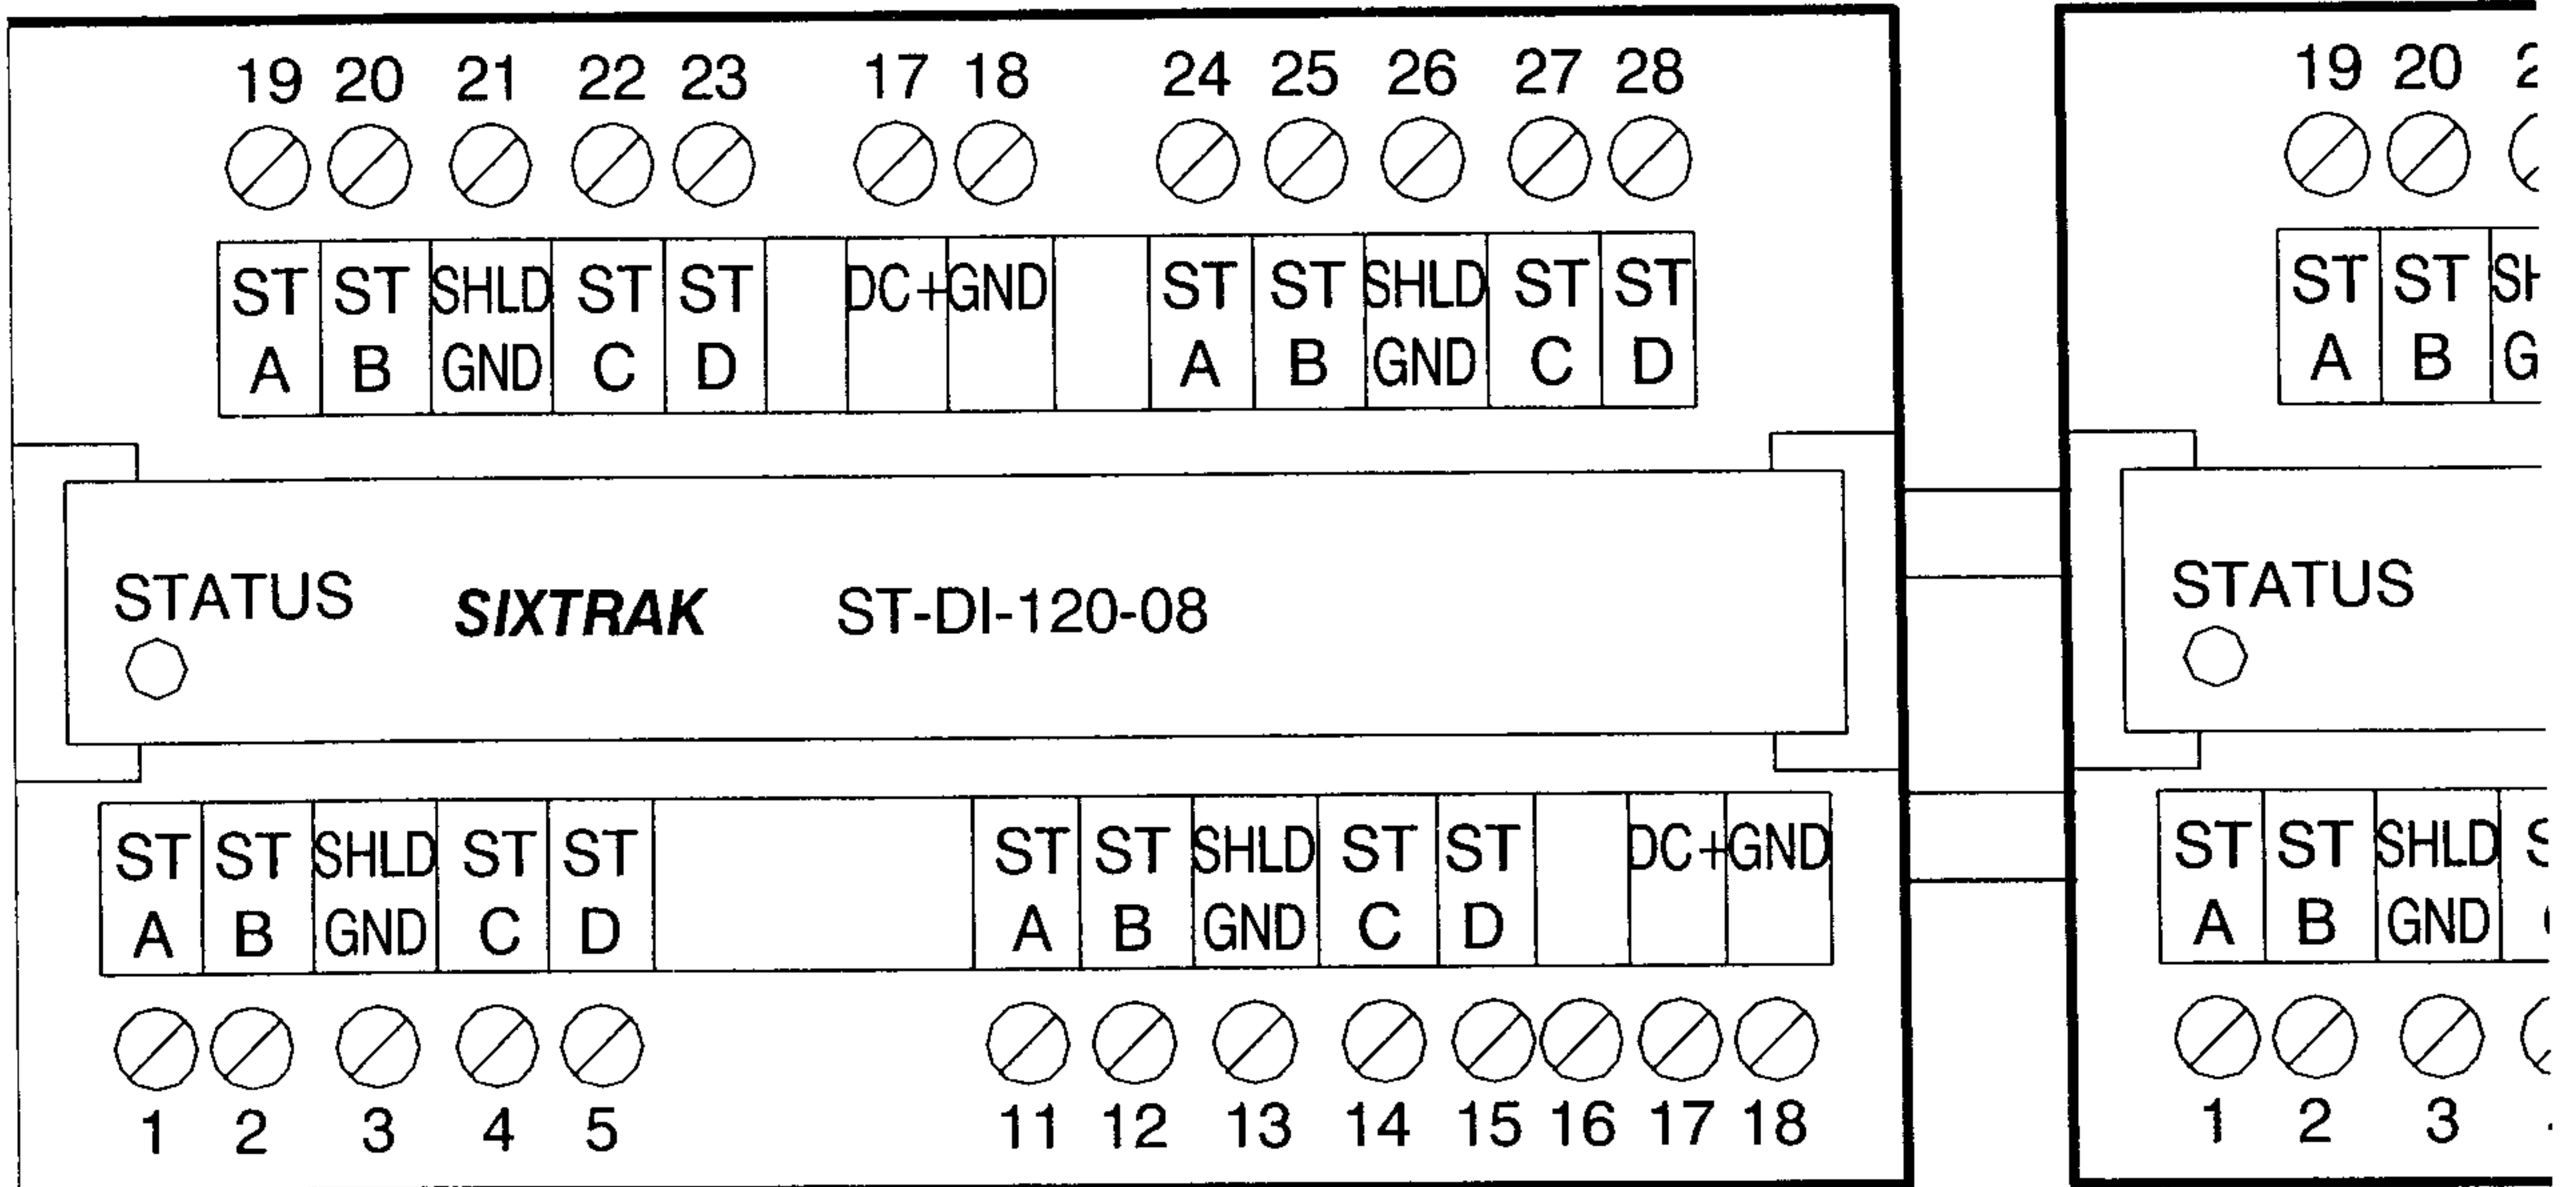 19 20 21 22 23 17 18 24 25 26 27 28
ST ST SHLD ST ST DC+ GND ST ST SHLD ST ST
A B GND C D A B GND C D
STATUS SIXTRAK ST-DI-120-08
ST ST SHLD ST ST ST ST SHLD ST ST DC+ GND
A B GND C D A B GND C D
1 2 3 4 5 11 12 13 14 15 16 17 18
19 20
ST ST
A B
STATUS
ST ST SHLD
A B GND
1 2 3